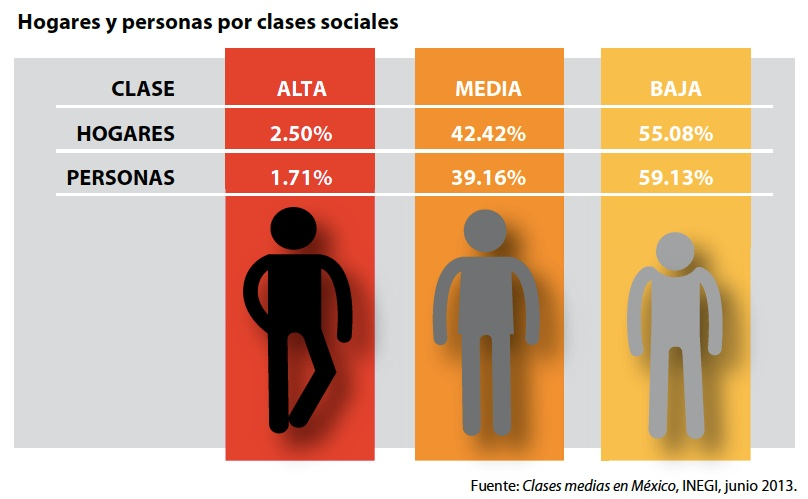 Hogares y personas por clases sociales
CLASE ALTA MEDIA BAJA
HOGARES 2.50% 42.42% 55.08%
PERSONAS 1.71% 39.16% 59.13%
Fuente: Clases medias en México, INEGI, junio 2013.